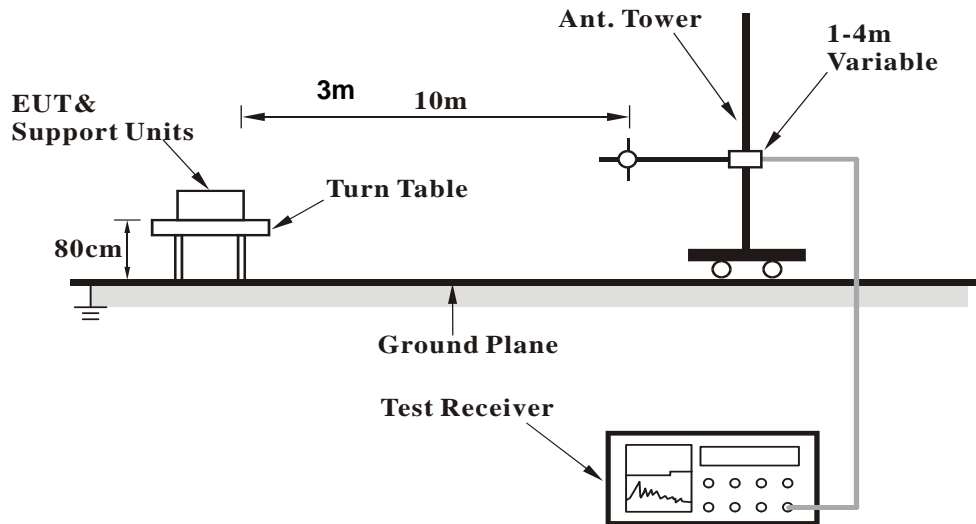 Ant. Tower
1-4m
Variable
3m
10m
EUT&
Support Units
Turn Table
80cm
Ground Plane
Test Receiver